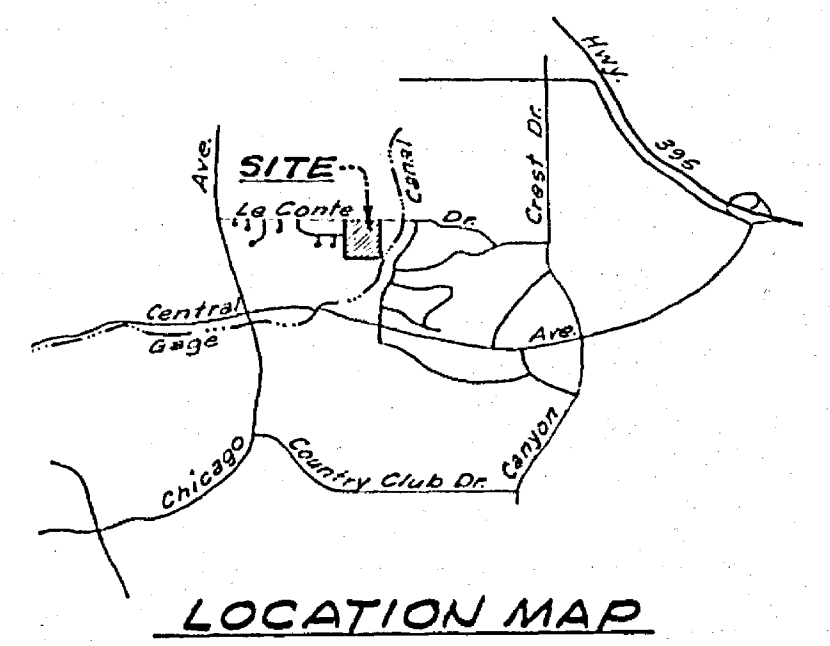 Hwy.
395
Crest Dr.
Ave.
SITE
Canal
Le Conte Dr.
Central Ave.
Gage
Chicago
Country Club Dr.
Canyon
LOCATION MAP